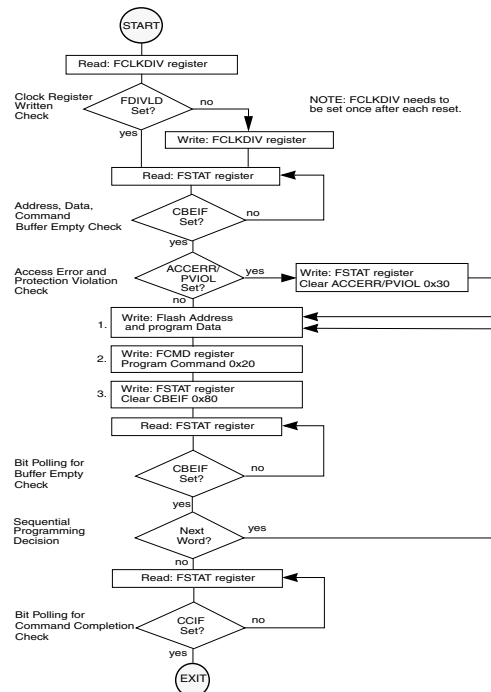 START
Read: FCLKDIV register
Clock Register
Written
Check
FDIVLD
Set?
no
yes
NOTE: FCLKDIV needs to
be set once after each reset.
Write: FCLKDIV register
Read: FSTAT register
Address, Data,
Command
Buffer Empty Check
CBEIF
Set?
no
yes
Access Error and
Protection Violation
Check
ACCERR/
PVIOL
Set?
yes
no
Write: FSTAT register
Clear ACCERR/PVIOL 0x30
1.
Write: Flash Address
and program Data
2.
Write: FCMD register
Program Command 0x20
3.
Write: FSTAT register
Clear CBEIF 0x80
Read: FSTAT register
Bit Polling for
Buffer Empty
Check
CBEIF
Set?
no
yes
Sequential
Programming
Decision
Next
Word?
yes
no
Read: FSTAT register
Bit Polling for
Command Completion
Check
CCIF
Set?
no
yes
EXIT